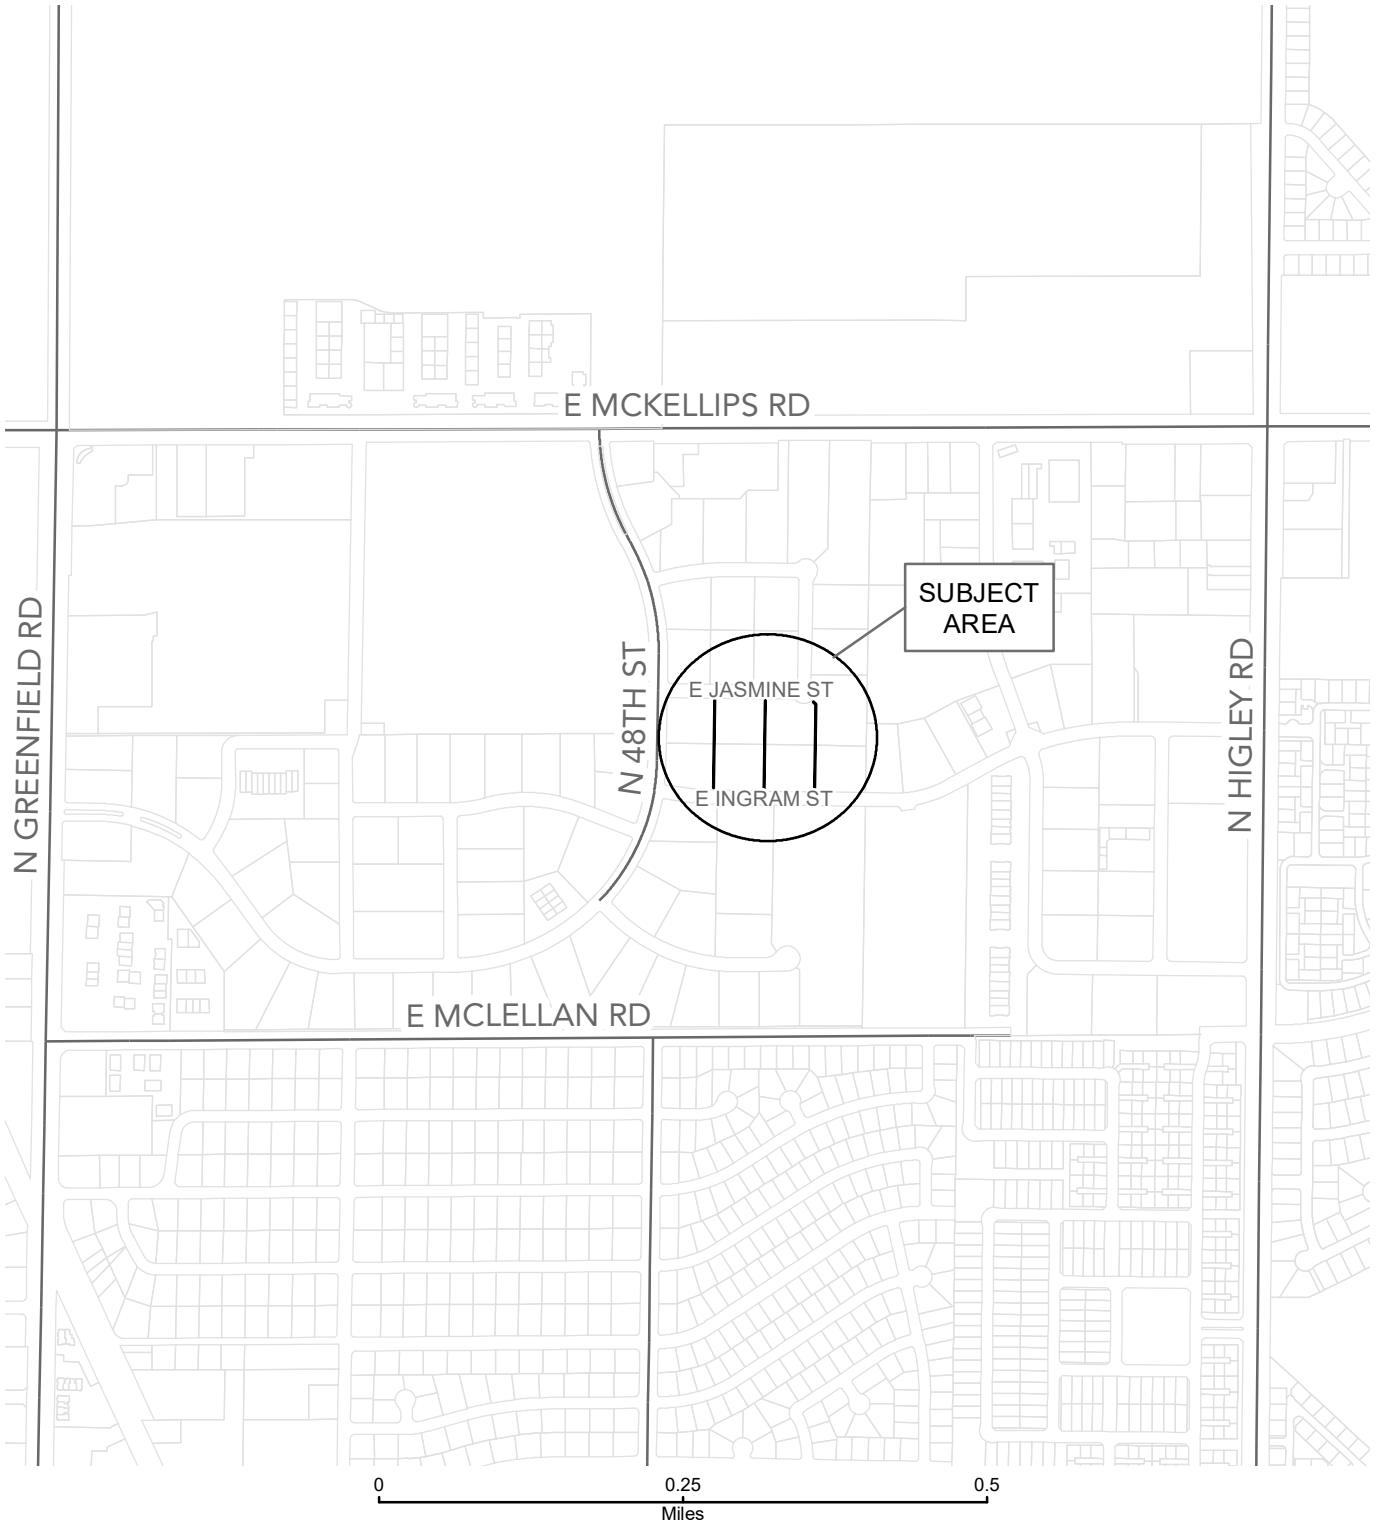 E MCKELLIPS RD
SUBJECT
AREA
N GREENFIELD RD
N 48TH ST
N HIGLEY RD
E JASMINE ST
E INGRAM ST
E MCLELLAN RD
0 0.25 0.5
Miles